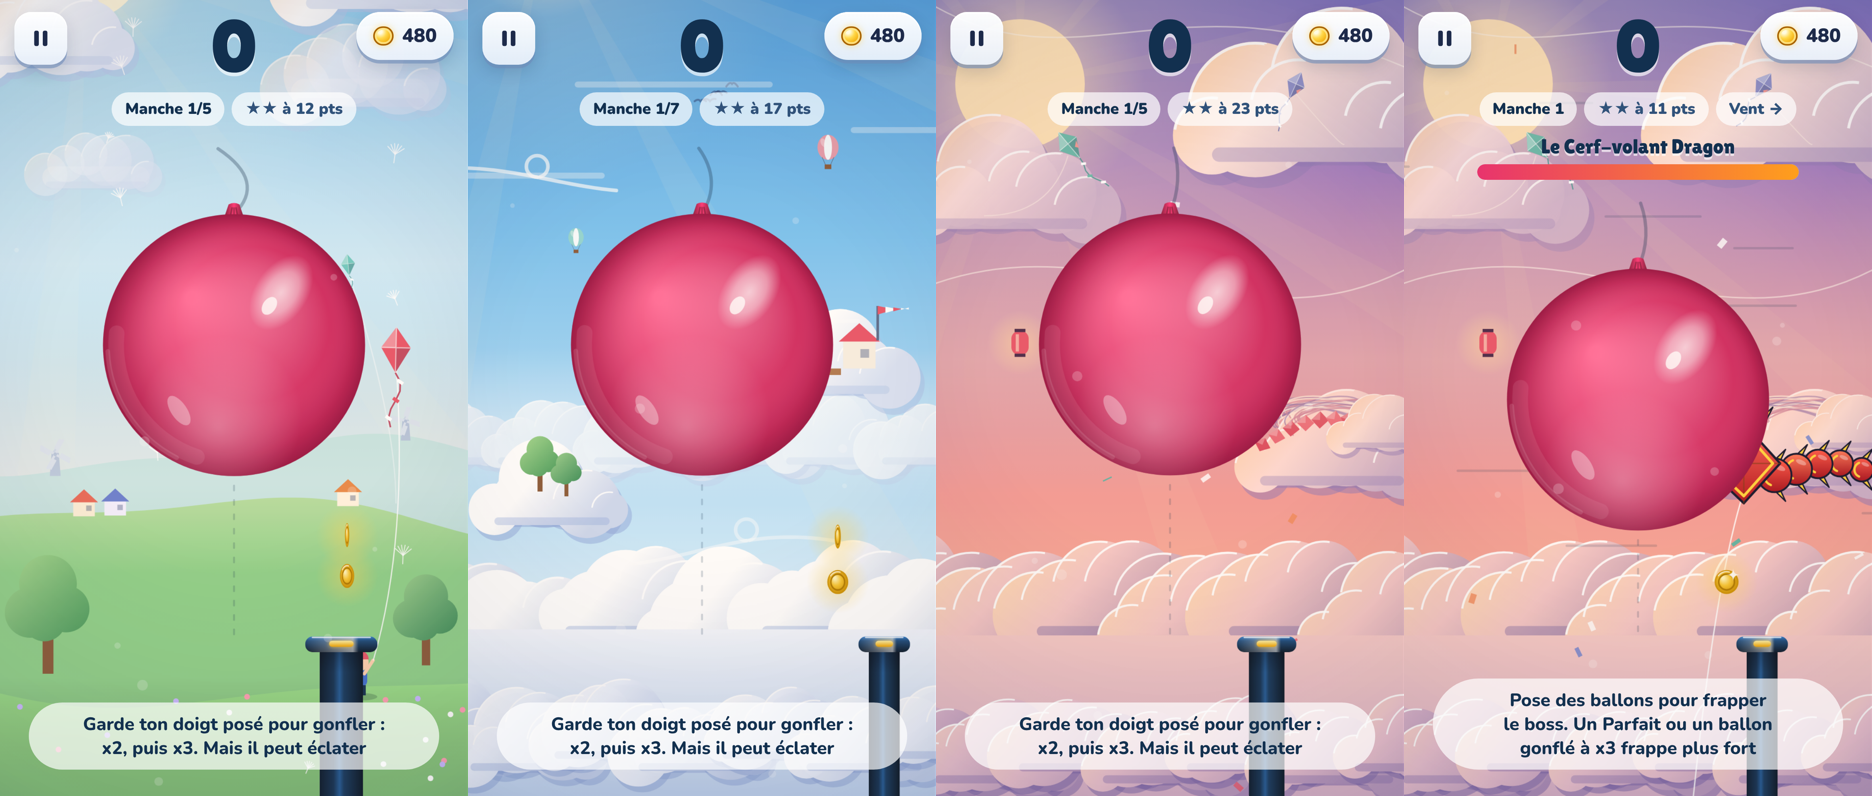 0
480
Manche 1/5
★★ à 12 pts
Garde ton doigt posé pour gonfler :
x2, puis x3. Mais il peut éclater
0
480
Manche 1/7
★★ à 17 pts
Garde ton doigt posé pour gonfler :
x2, puis x3. Mais il peut éclater
0
480
Manche 1/5
★★ à 23 pts
Garde ton doigt posé pour gonfler :
x2, puis x3. Mais il peut éclater
0
480
Manche 1
★★ à 11 pts
Vent →
Le Cerf-volant Dragon
Pose des ballons pour frapper
le boss. Un Parfait ou un ballon
gonflé à x3 frappe plus fort